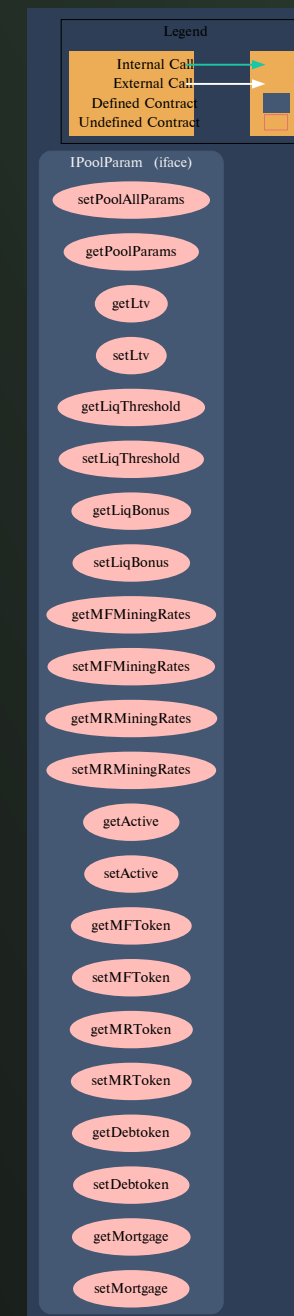 Legend
Internal Call
External Call
Defined Contract
Undefined Contract
IPoolParam (iface)
setPoolAllParams
getPoolParams
getLtv
setLtv
getLiqThreshold
setLiqThreshold
getLiqBonus
setLiqBonus
getMFMiningRates
setMFMiningRates
getMRMiningRates
setMRMiningRates
getActive
setActive
getMFToken
setMFToken
getMRToken
setMRToken
getDebtoken
setDebtoken
getMortgage
setMortgage